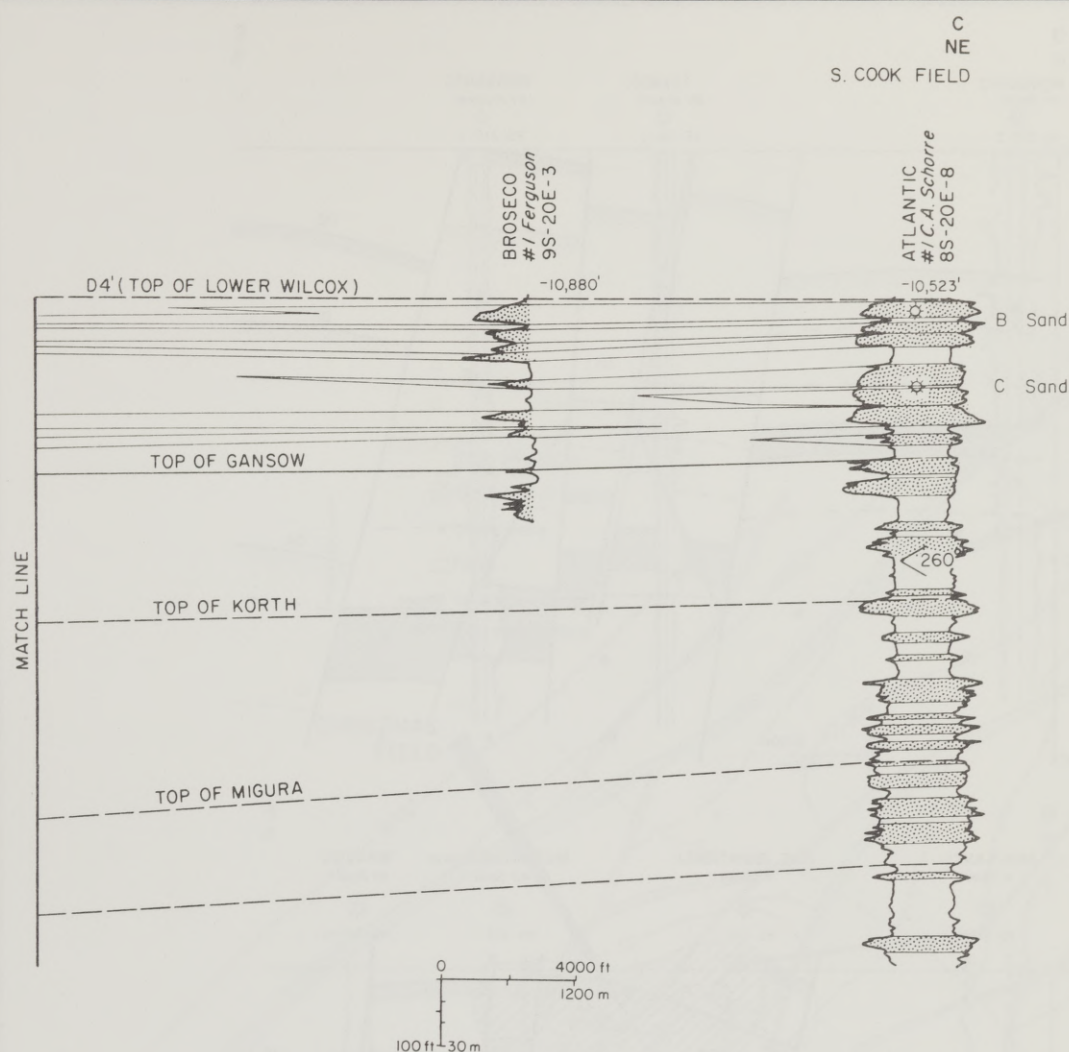 C
NE
S. COOK FIELD
BROSECO
#1 Ferguson
9S-20E-3
ATLANTIC
#1 C.A. Schorre
8S-20E-8
D4' (TOP OF LOWER WILCOX)
-10,880'
-10,523'
B Sand
C Sand
TOP OF GANSOW
MATCH LINE
260°
TOP OF KORTH
TOP OF MIGURA
0 4000 ft
1200 m
100 ft 30 m